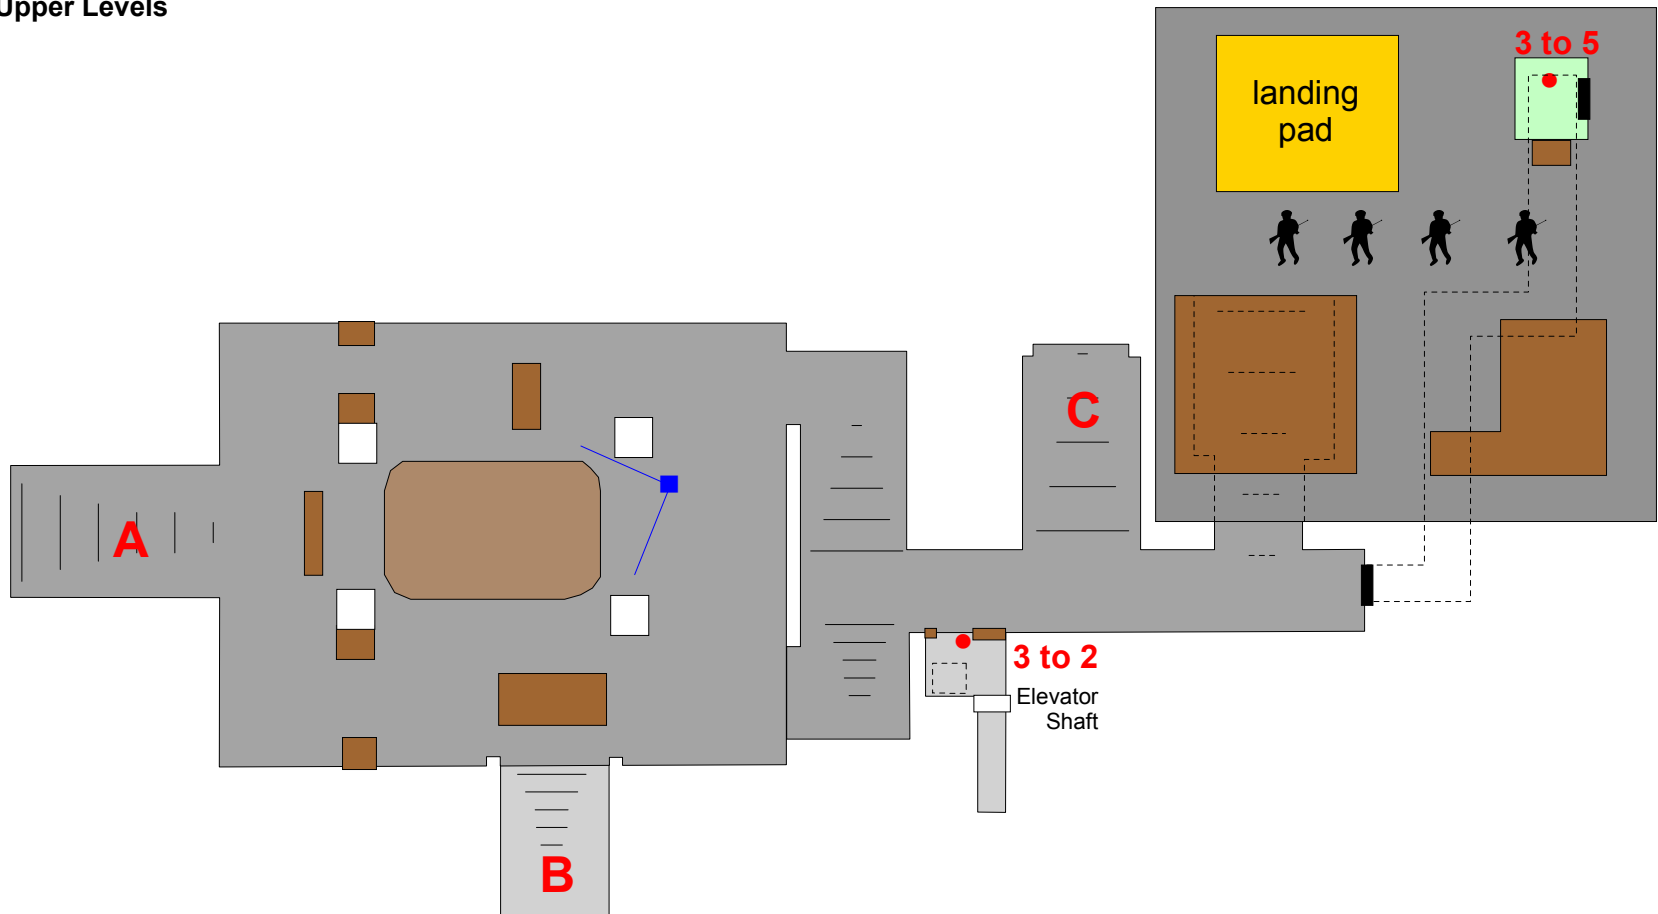 Upper Levels
3 to 5
landing
pad
C
A
3 to 2
Elevator
Shaft
B